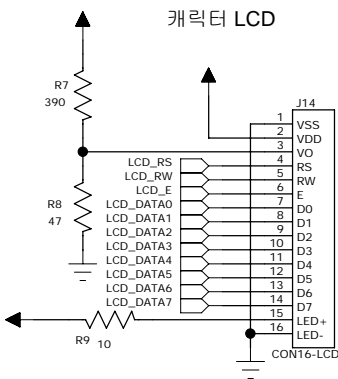 캐릭터 LCD
J14
R7
390
R8
47
1 VSS
2 VDD
3 VO
LCD_RS 4 RS
LCD_RW 5 RW
LCD_E 6 E
LCD_DATA0 7 D0
LCD_DATA1 8 D1
LCD_DATA2 9 D2
LCD_DATA3 10 D3
LCD_DATA4 11 D4
LCD_DATA5 12 D5
LCD_DATA6 13 D6
LCD_DATA7 14 D7
15 LED+
16 LED-
R9 10
CON16-LCD